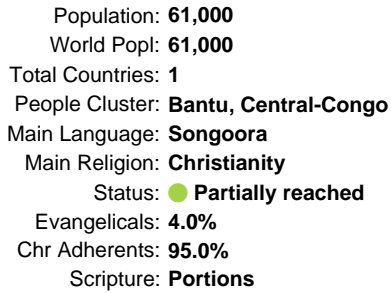 Population: 61,000
World Popl: 61,000
Total Countries: 1
People Cluster: Bantu, Central-Congo
Main Language: Songoora
Main Religion: Christianity
Status: Partially reached
Evangelicals: 4.0%
Chr Adherents: 95.0%
Scripture: Portions